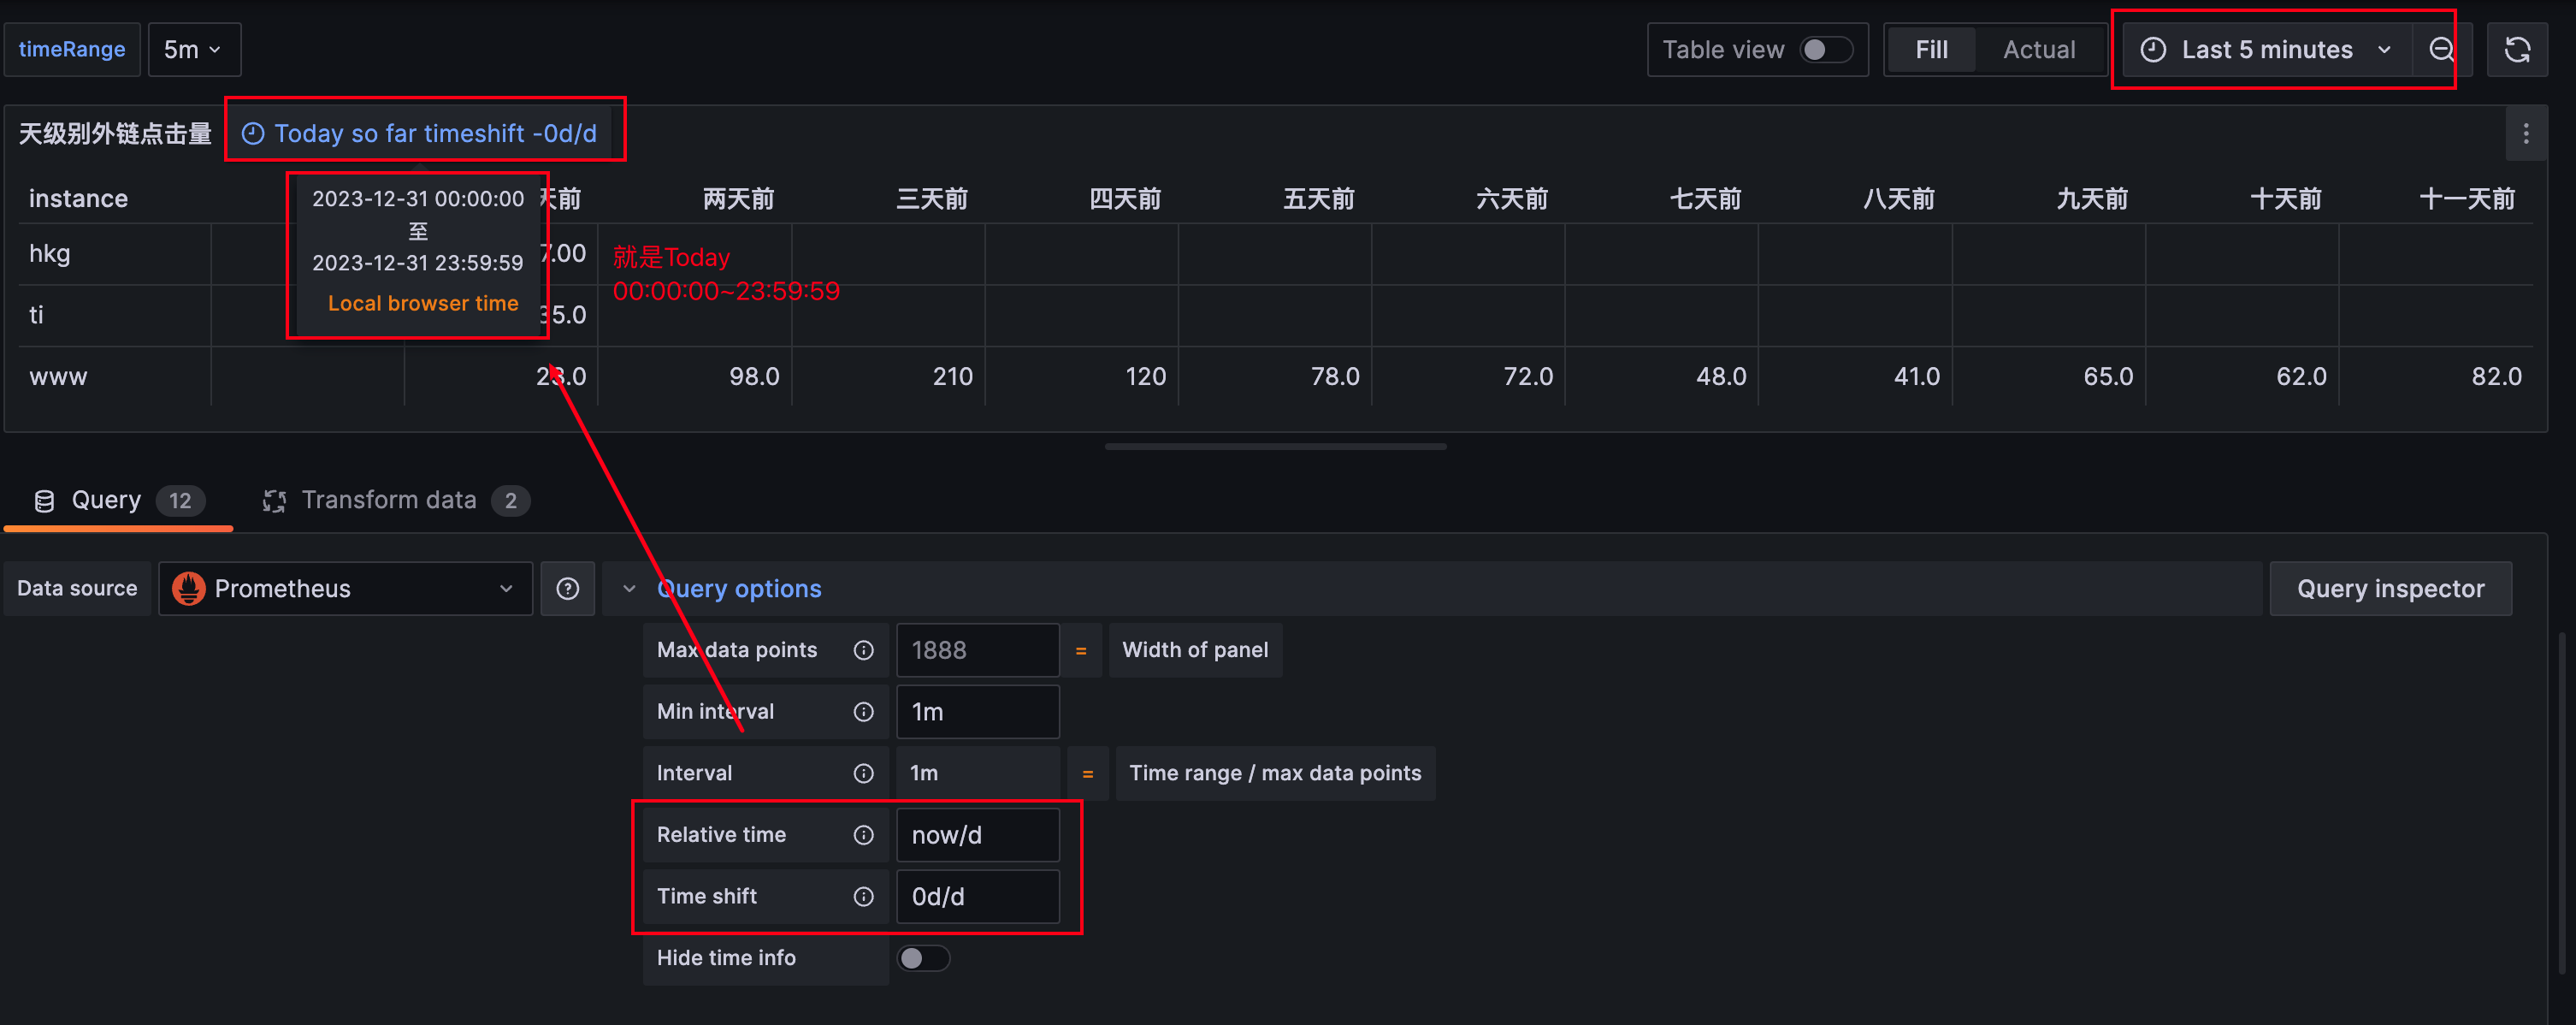 timeRange 5m Table view Fill Actual Last 5 minutes
天级别外链点击量 Today so far timeshift -0d/d
instance 天前 两天前 三天前 四天前 五天前 六天前 七天前 八天前 九天前 十天前 十一天前
2023-12-31 00:00:00
至
2023-12-31 23:59:59
Local browser time
hkg 7.00
就是Today
00:00:00~23:59:59
ti 35.0
www 23.0 98.0 210 120 78.0 72.0 48.0 41.0 65.0 62.0 82.0
Query 12 Transform data 2
Data source Prometheus Query options Query inspector
Max data points 1888 = Width of panel
Min interval 1m
Interval 1m = Time range / max data points
Relative time now/d
Time shift 0d/d
Hide time info